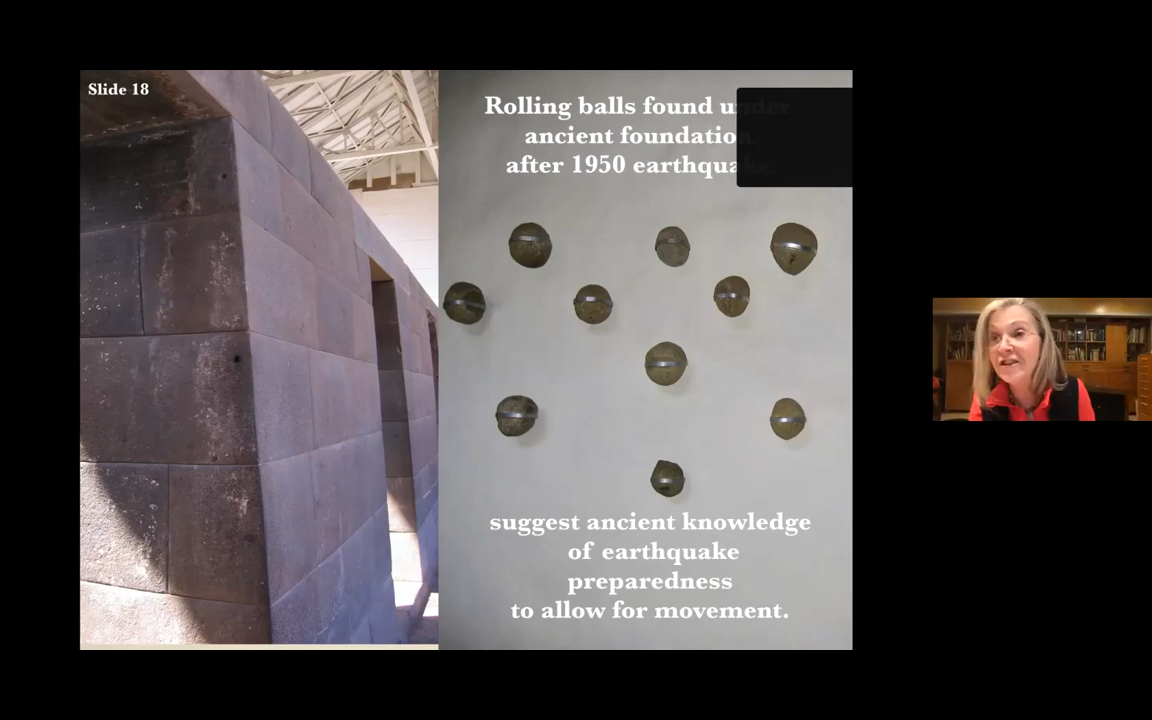 Slide 18
Rolling balls found under
ancient foundation
after 1950 earthquake.
suggest ancient knowledge
of earthquake
preparedness
to allow for movement.